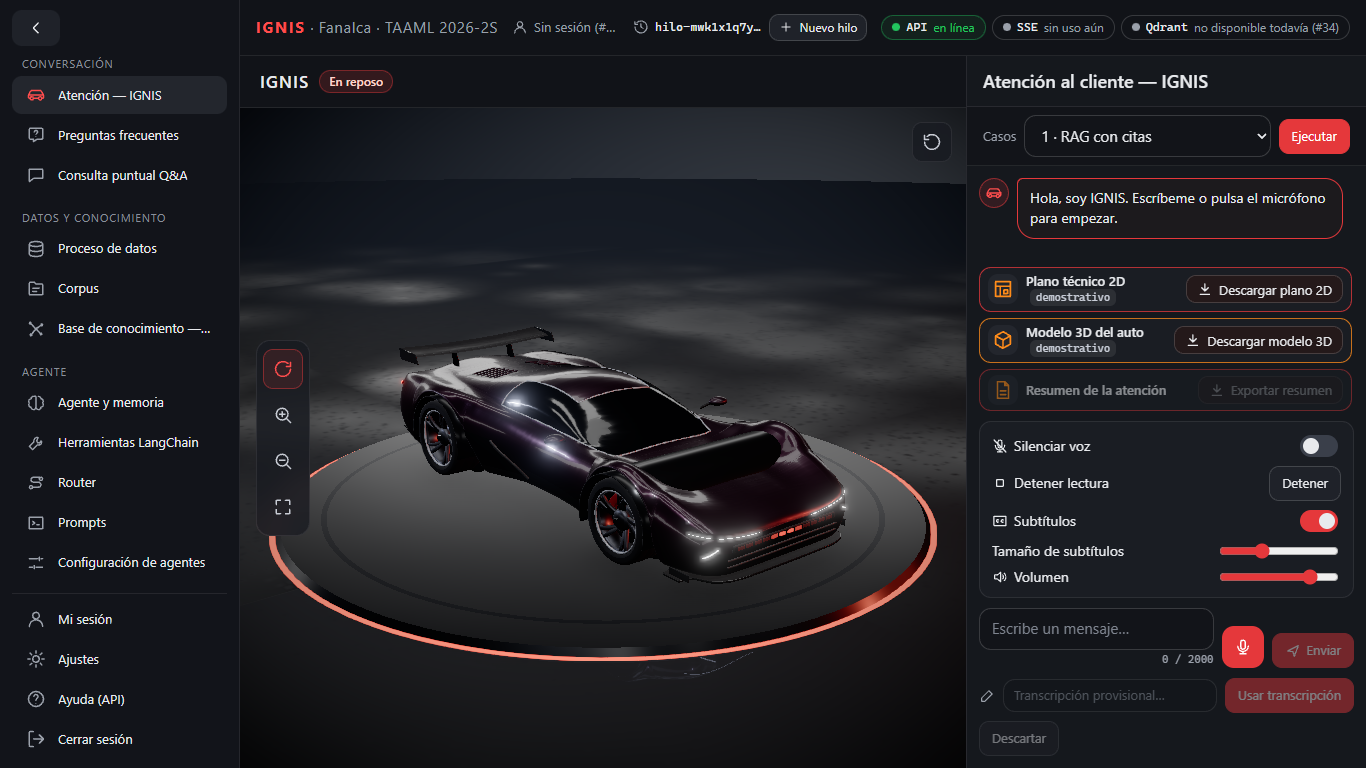 IGNIS · Fanalca · TAAML 2026-2S
Sin sesión (#...
hilo-mwk1x1q7y...
Nuevo hilo
API en línea
SSE sin uso aún
Qdrant no disponible todavía (#34)
CONVERSACIÓN
Atención — IGNIS
Preguntas frecuentes
Consulta puntual Q&A
DATOS Y CONOCIMIENTO
Proceso de datos
Corpus
Base de conocimiento —...
AGENTE
Agente y memoria
Herramientas LangChain
Router
Prompts
Configuración de agentes
Mi sesión
Ajustes
Ayuda (API)
Cerrar sesión
IGNIS
En reposo
Atención al cliente — IGNIS
Casos
1 · RAG con citas
Ejecutar
Hola, soy IGNIS. Escríbeme o pulsa el micrófono
para empezar.
Plano técnico 2D
demostrativo
Descargar plano 2D
Modelo 3D del auto
demostrativo
Descargar modelo 3D
Resumen de la atención
Exportar resumen
Silenciar voz
Detener lectura
Detener
Subtítulos
Tamaño de subtítulos
Volumen
Escribe un mensaje...
0 / 2000
Enviar
Transcripción provisional...
Usar transcripción
Descartar